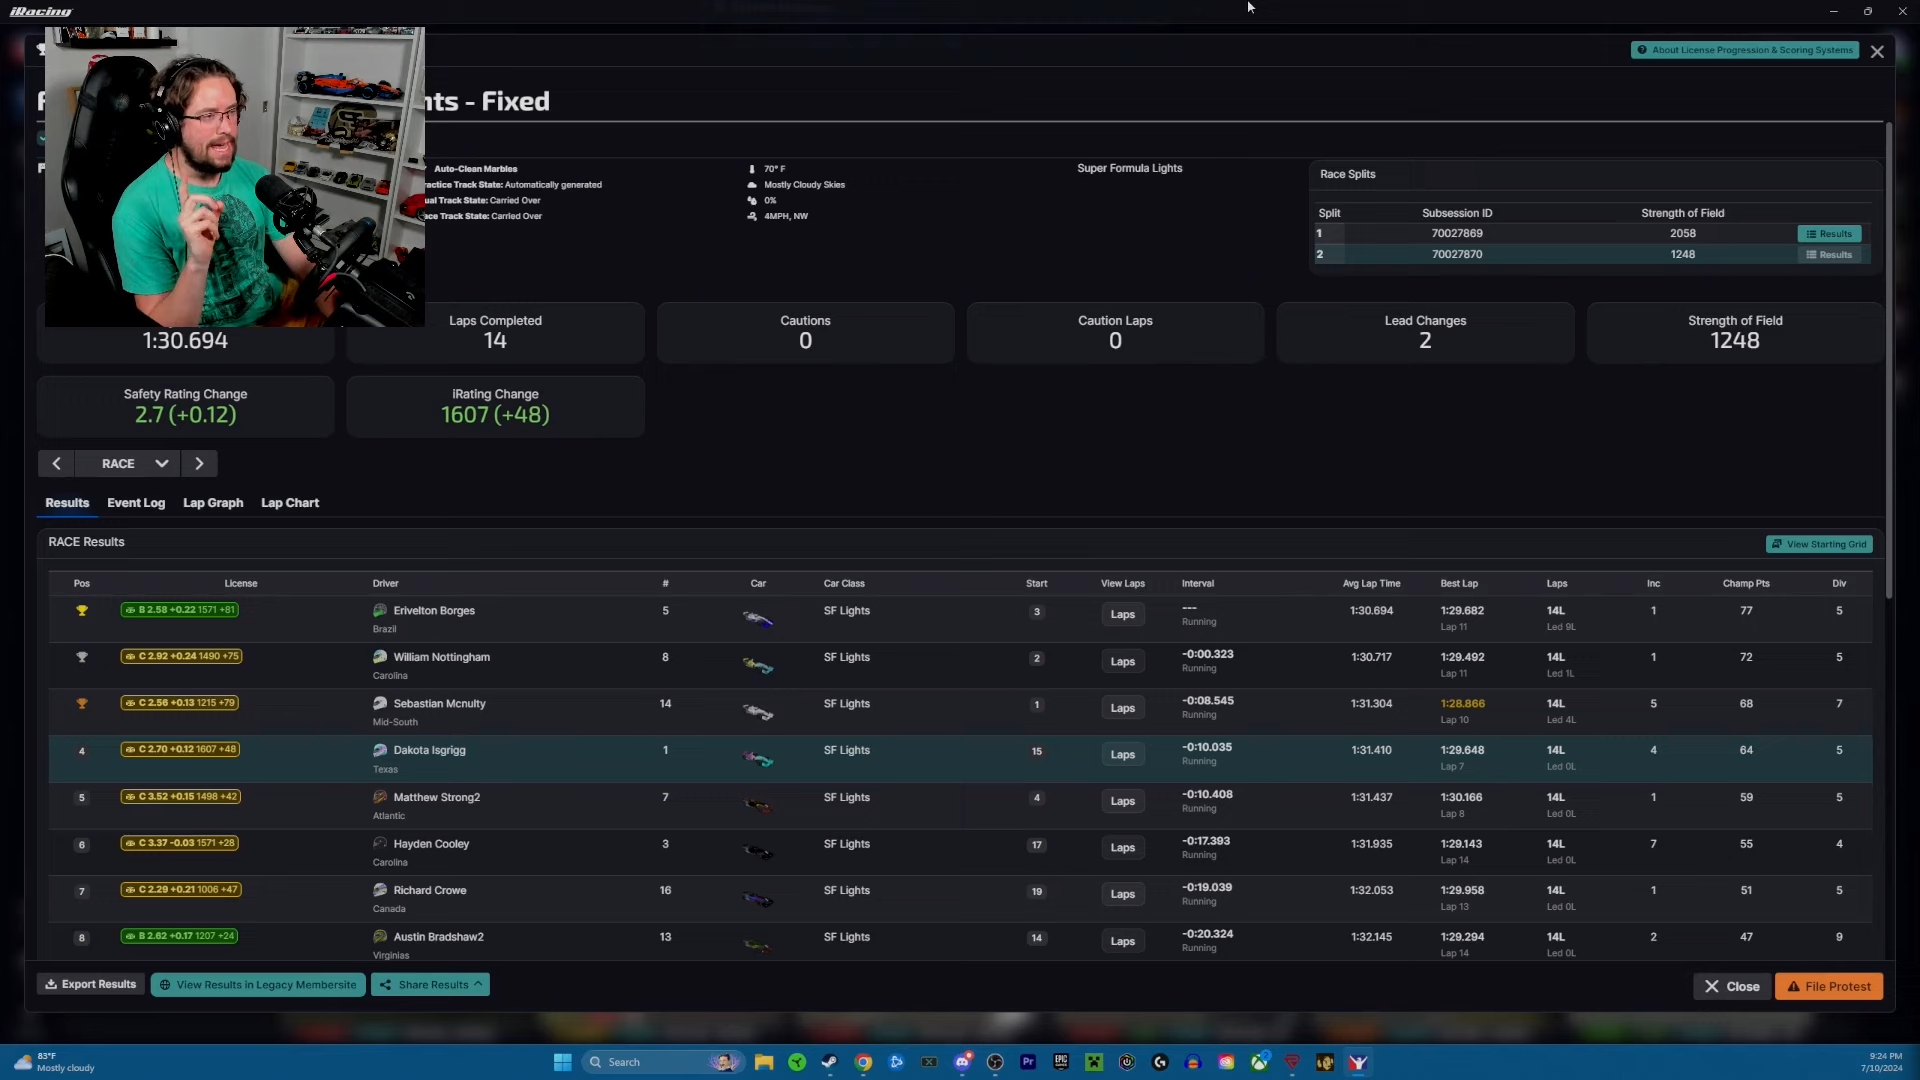 iRacing
About License Progression & Scoring Systems
nts - Fixed
Auto-Clean Marbles
ractice Track State: Automatically generated
ual Track State: Carried Over
ace Track State: Carried Over
70° F
Mostly Cloudy Skies
0%
4MPH, NW
Super Formula Lights
Race Splits
Split Subsession ID Strength of Field
1 70027869 2058 Results
2 70027870 1248 Results
1:30.694
Laps Completed
14
Cautions
0
Caution Laps
0
Lead Changes
2
Strength of Field
1248
Safety Rating Change
2.7 (+0.12)
iRating Change
1607 (+48)
RACE
Results Event Log Lap Graph Lap Chart
RACE Results
View Starting Grid
Pos License Driver # Car Car Class Start View Laps Interval Avg Lap Time Best Lap Laps Inc Champ Pts Div
B 2.58 +0.22 1571 +81 Erivelton Borges 5 SF Lights 3 Laps --- 1:30.694 1:29.682 14L 1 77 5
Brazil Running Lap 11 Led 9L
C 2.92 +0.24 1490 +75 William Nottingham 8 SF Lights 2 Laps -0:00.323 1:30.717 1:29.492 14L 1 72 5
Carolina Running Lap 11 Led 1L
C 2.56 +0.13 1215 +79 Sebastian Mcnulty 14 SF Lights 1 Laps -0:08.545 1:31.304 1:28.866 14L 5 68 7
Mid-South Running Lap 10 Led 4L
4 C 2.70 +0.12 1607 +48 Dakota Isgrigg 1 SF Lights 15 Laps -0:10.035 1:31.410 1:29.648 14L 4 64 5
Texas Running Lap 7 Led 0L
5 C 3.52 +0.15 1498 +42 Matthew Strong2 7 SF Lights 4 Laps -0:10.408 1:31.437 1:30.166 14L 1 59 5
Atlantic Running Lap 8 Led 0L
6 C 3.37 -0.03 1571 +28 Hayden Cooley 3 SF Lights 17 Laps -0:17.393 1:31.935 1:29.143 14L 7 55 4
Carolina Running Lap 14 Led 0L
7 C 2.29 +0.21 1006 +47 Richard Crowe 16 SF Lights 19 Laps -0:19.039 1:32.053 1:29.958 14L 1 51 5
Canada Running Lap 13 Led 0L
8 B 2.62 +0.17 1207 +24 Austin Bradshaw2 13 SF Lights 14 Laps -0:20.324 1:32.145 1:29.294 14L 2 47 9
Virginias Running Lap 14 Led 0L
Export Results View Results in Legacy Membersite Share Results Close File Protest
83°F
Mostly cloudy
Search
Pr
EPIC
9:24 PM
7/10/2024